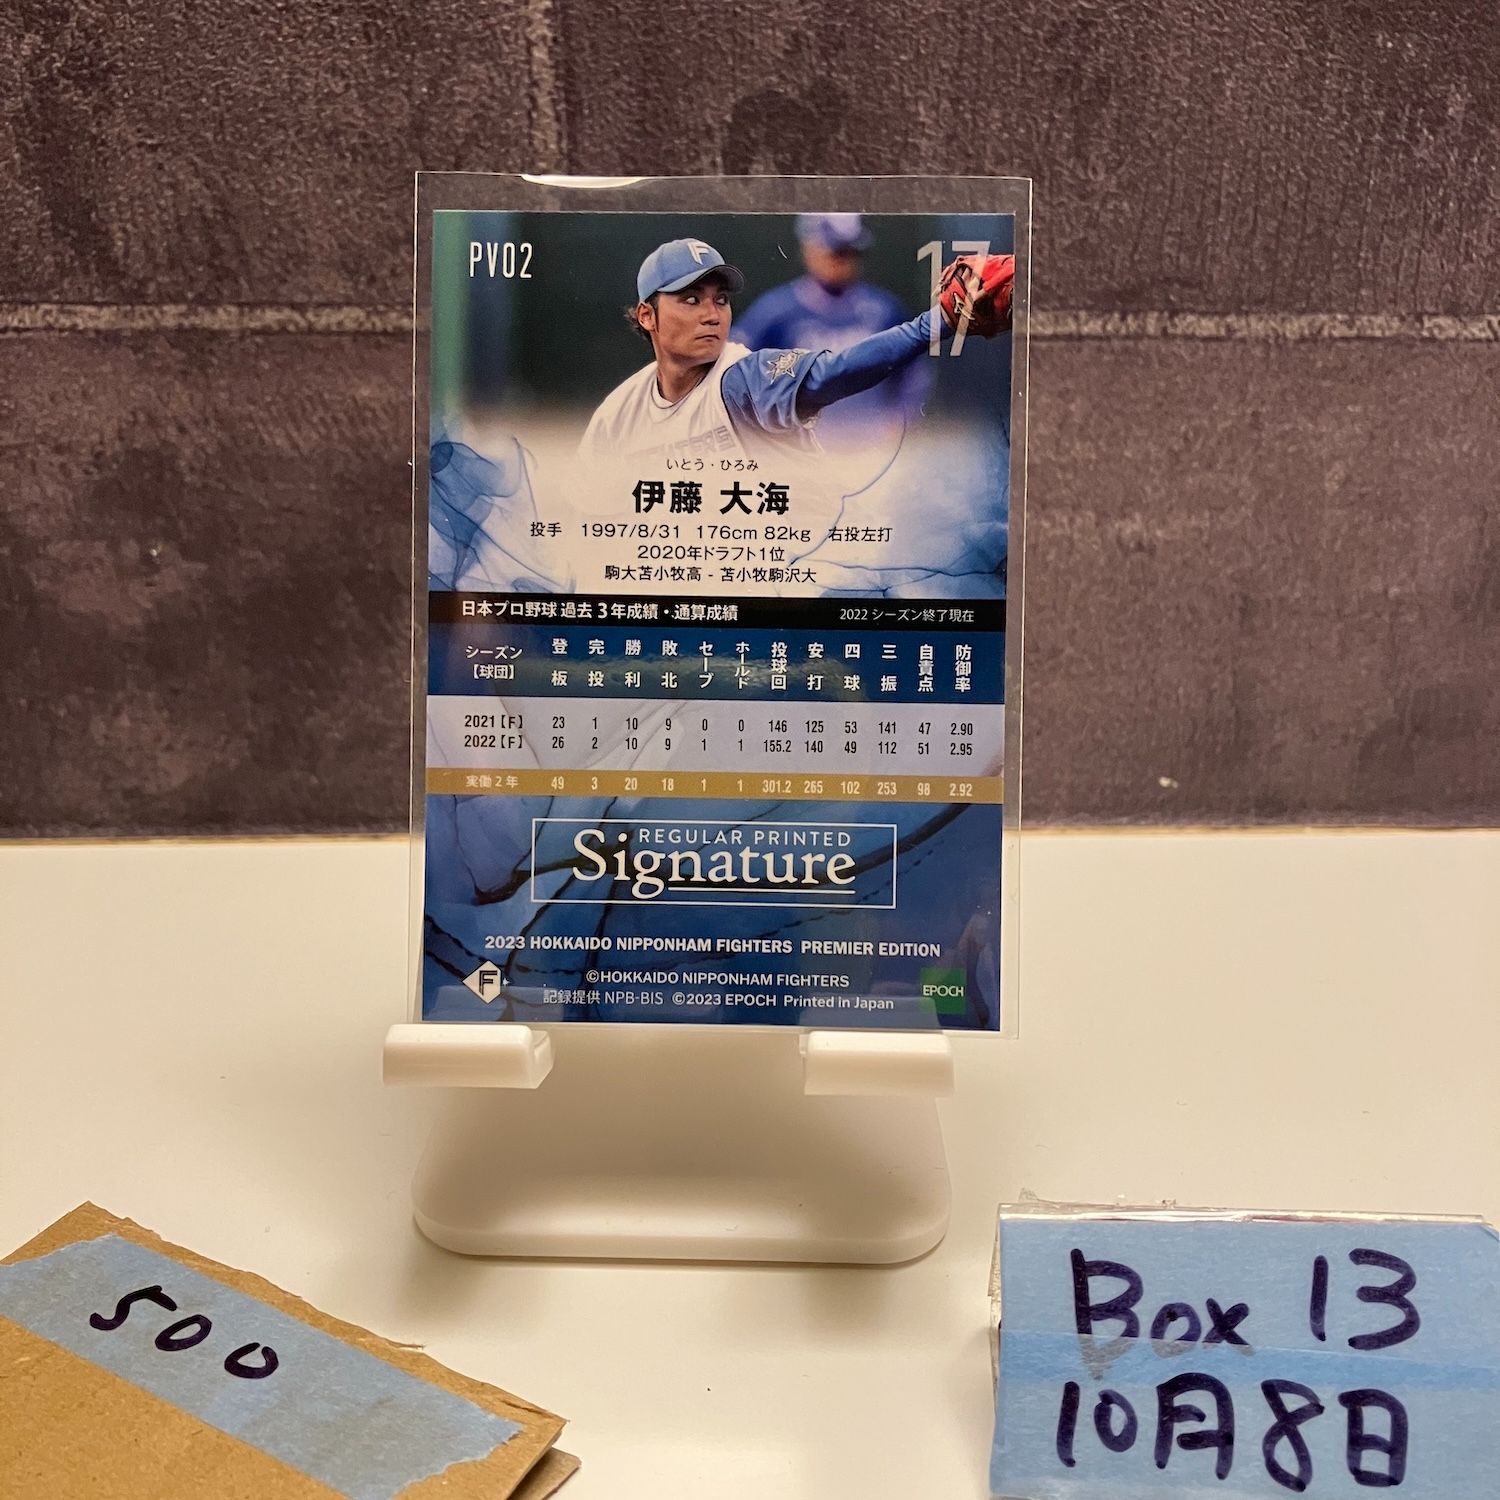 PV02
17
F
いとう・ひろみ
伊藤 大海
投手 1997/8/31 176cm 82kg 右投左打
2020年ドラフト1位
駒大苫小牧高 - 苫小牧駒沢大
日本プロ野球 過去 3 年成績・通算成績 2022 シーズン終了現在
シーズン【球団】 登板 完投 勝利 敗北 セーブ ホールド 投球回 安打 四球 三振 自責点 防御率
2021【F】 23 1 10 9 0 0 146 125 53 141 47 2.90
2022【F】 26 2 10 9 1 1 155.2 140 49 112 51 2.95
実働 2 年 49 3 20 18 1 1 301.2 265 102 253 98 2.92
REGULAR PRINTED
Signature
2023 HOKKAIDO NIPPONHAM FIGHTERS PREMIER EDITION
F
©HOKKAIDO NIPPONHAM FIGHTERS
記録提供 NPB-BIS ©2023 EPOCH Printed in Japan
EPOCH
500
Box 13
10月8日